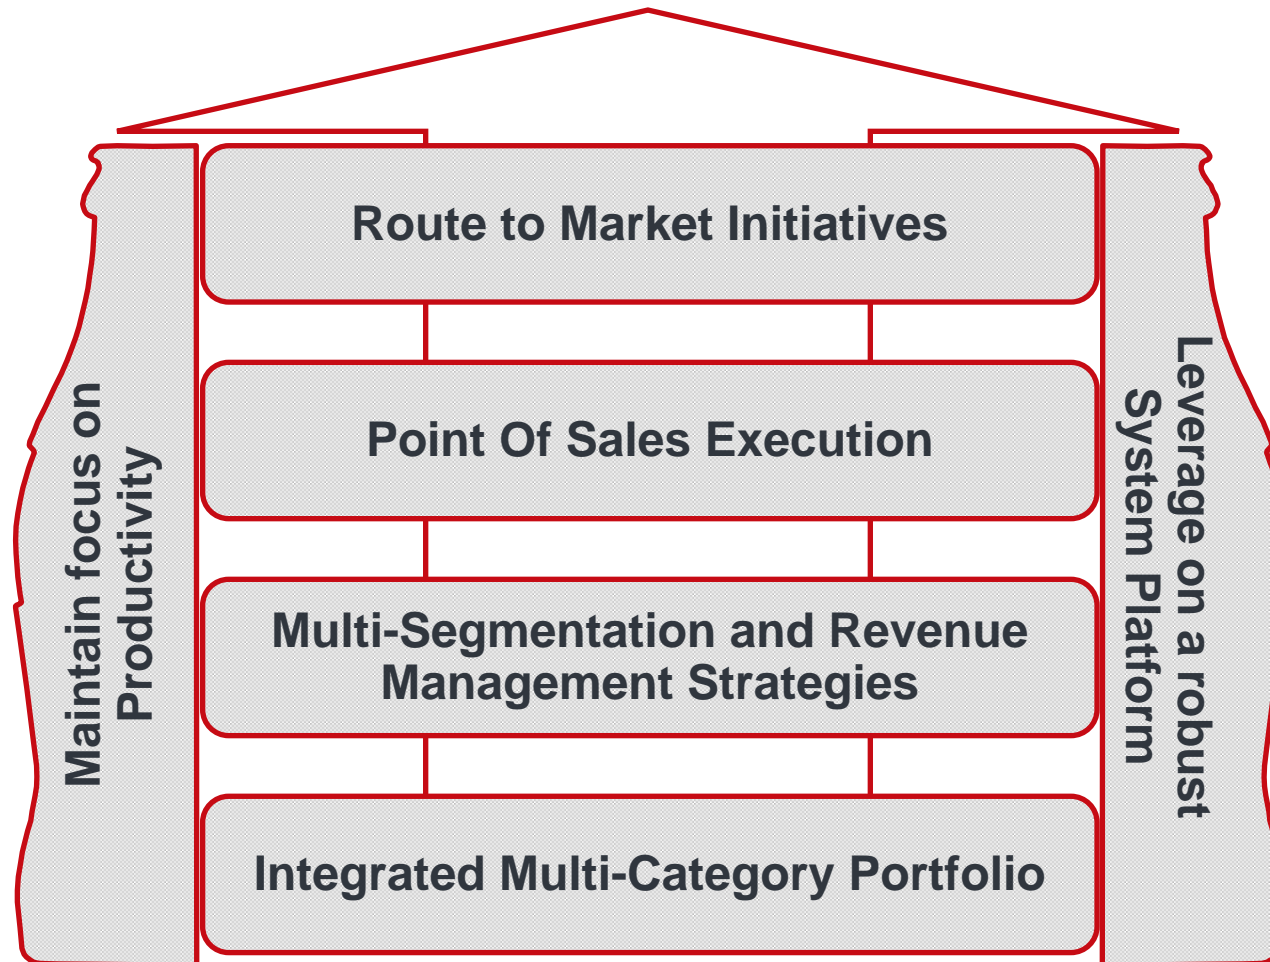 Route to Market Initiatives
Point Of Sales Execution
Multi-Segmentation and Revenue
Management Strategies
Integrated Multi-Category Portfolio
Maintain focus on
Productivity
Leverage on a robust
System Platform